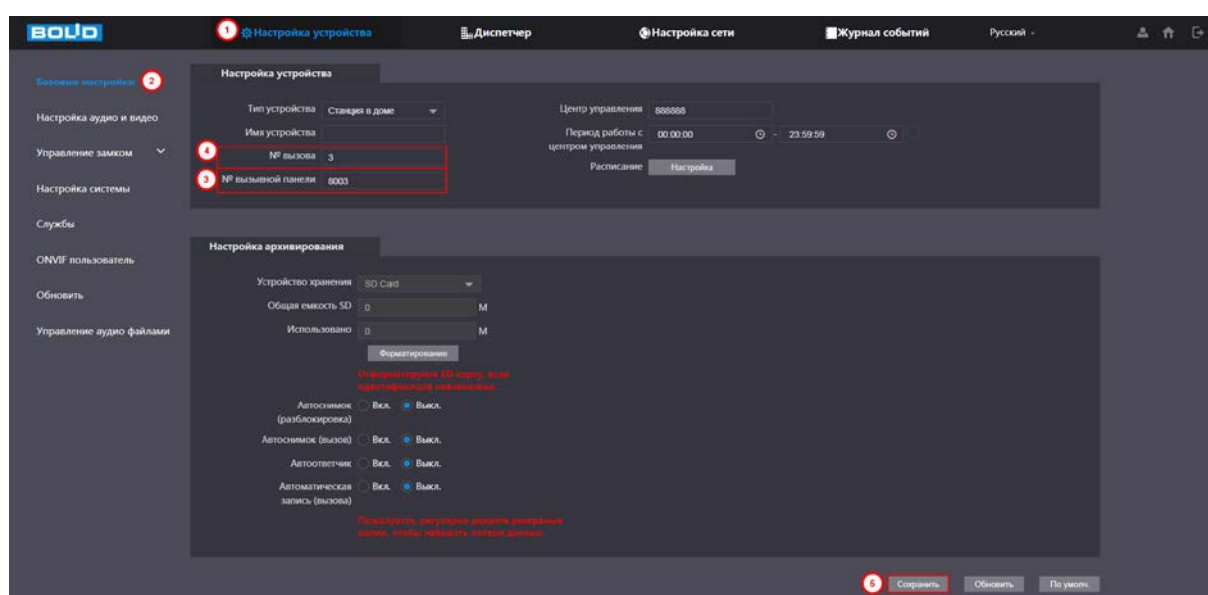 BOLID
1 Настройка устройства Диспетчер Настройка сети Журнал событий Русский
Базовые настройки 2
Настройка аудио и видео
Управление замком
Настройка системы
Службы
ONVIF пользователь
Обновить
Управление аудио файлами
Настройка устройства
Тип устройства Станция в доме
Имя устройства
4 № вызова 3
3 № вызывной панели 8003
Центр управления 888888
Период работы с 00:00:00 - 23:59:59
центром управления
Расписание Настройка
Настройка архивирования
Устройство хранения SD Card
Общая емкость SD 0 М
Использовано 0 М
Форматирование
Отформатируйте SD-карту, если
идентификация невозможна
Автоснимок Вкл. Выкл.
(разблокировка)
Автоснимок (вызов) Вкл. Выкл.
Автоответчик Вкл. Выкл.
Автоматическая Вкл. Выкл.
запись (вызова)
Пожалуйста, регулярно делайте резервные
копии, чтобы избежать потери данных
5 Сохранить Обновить По умолч.